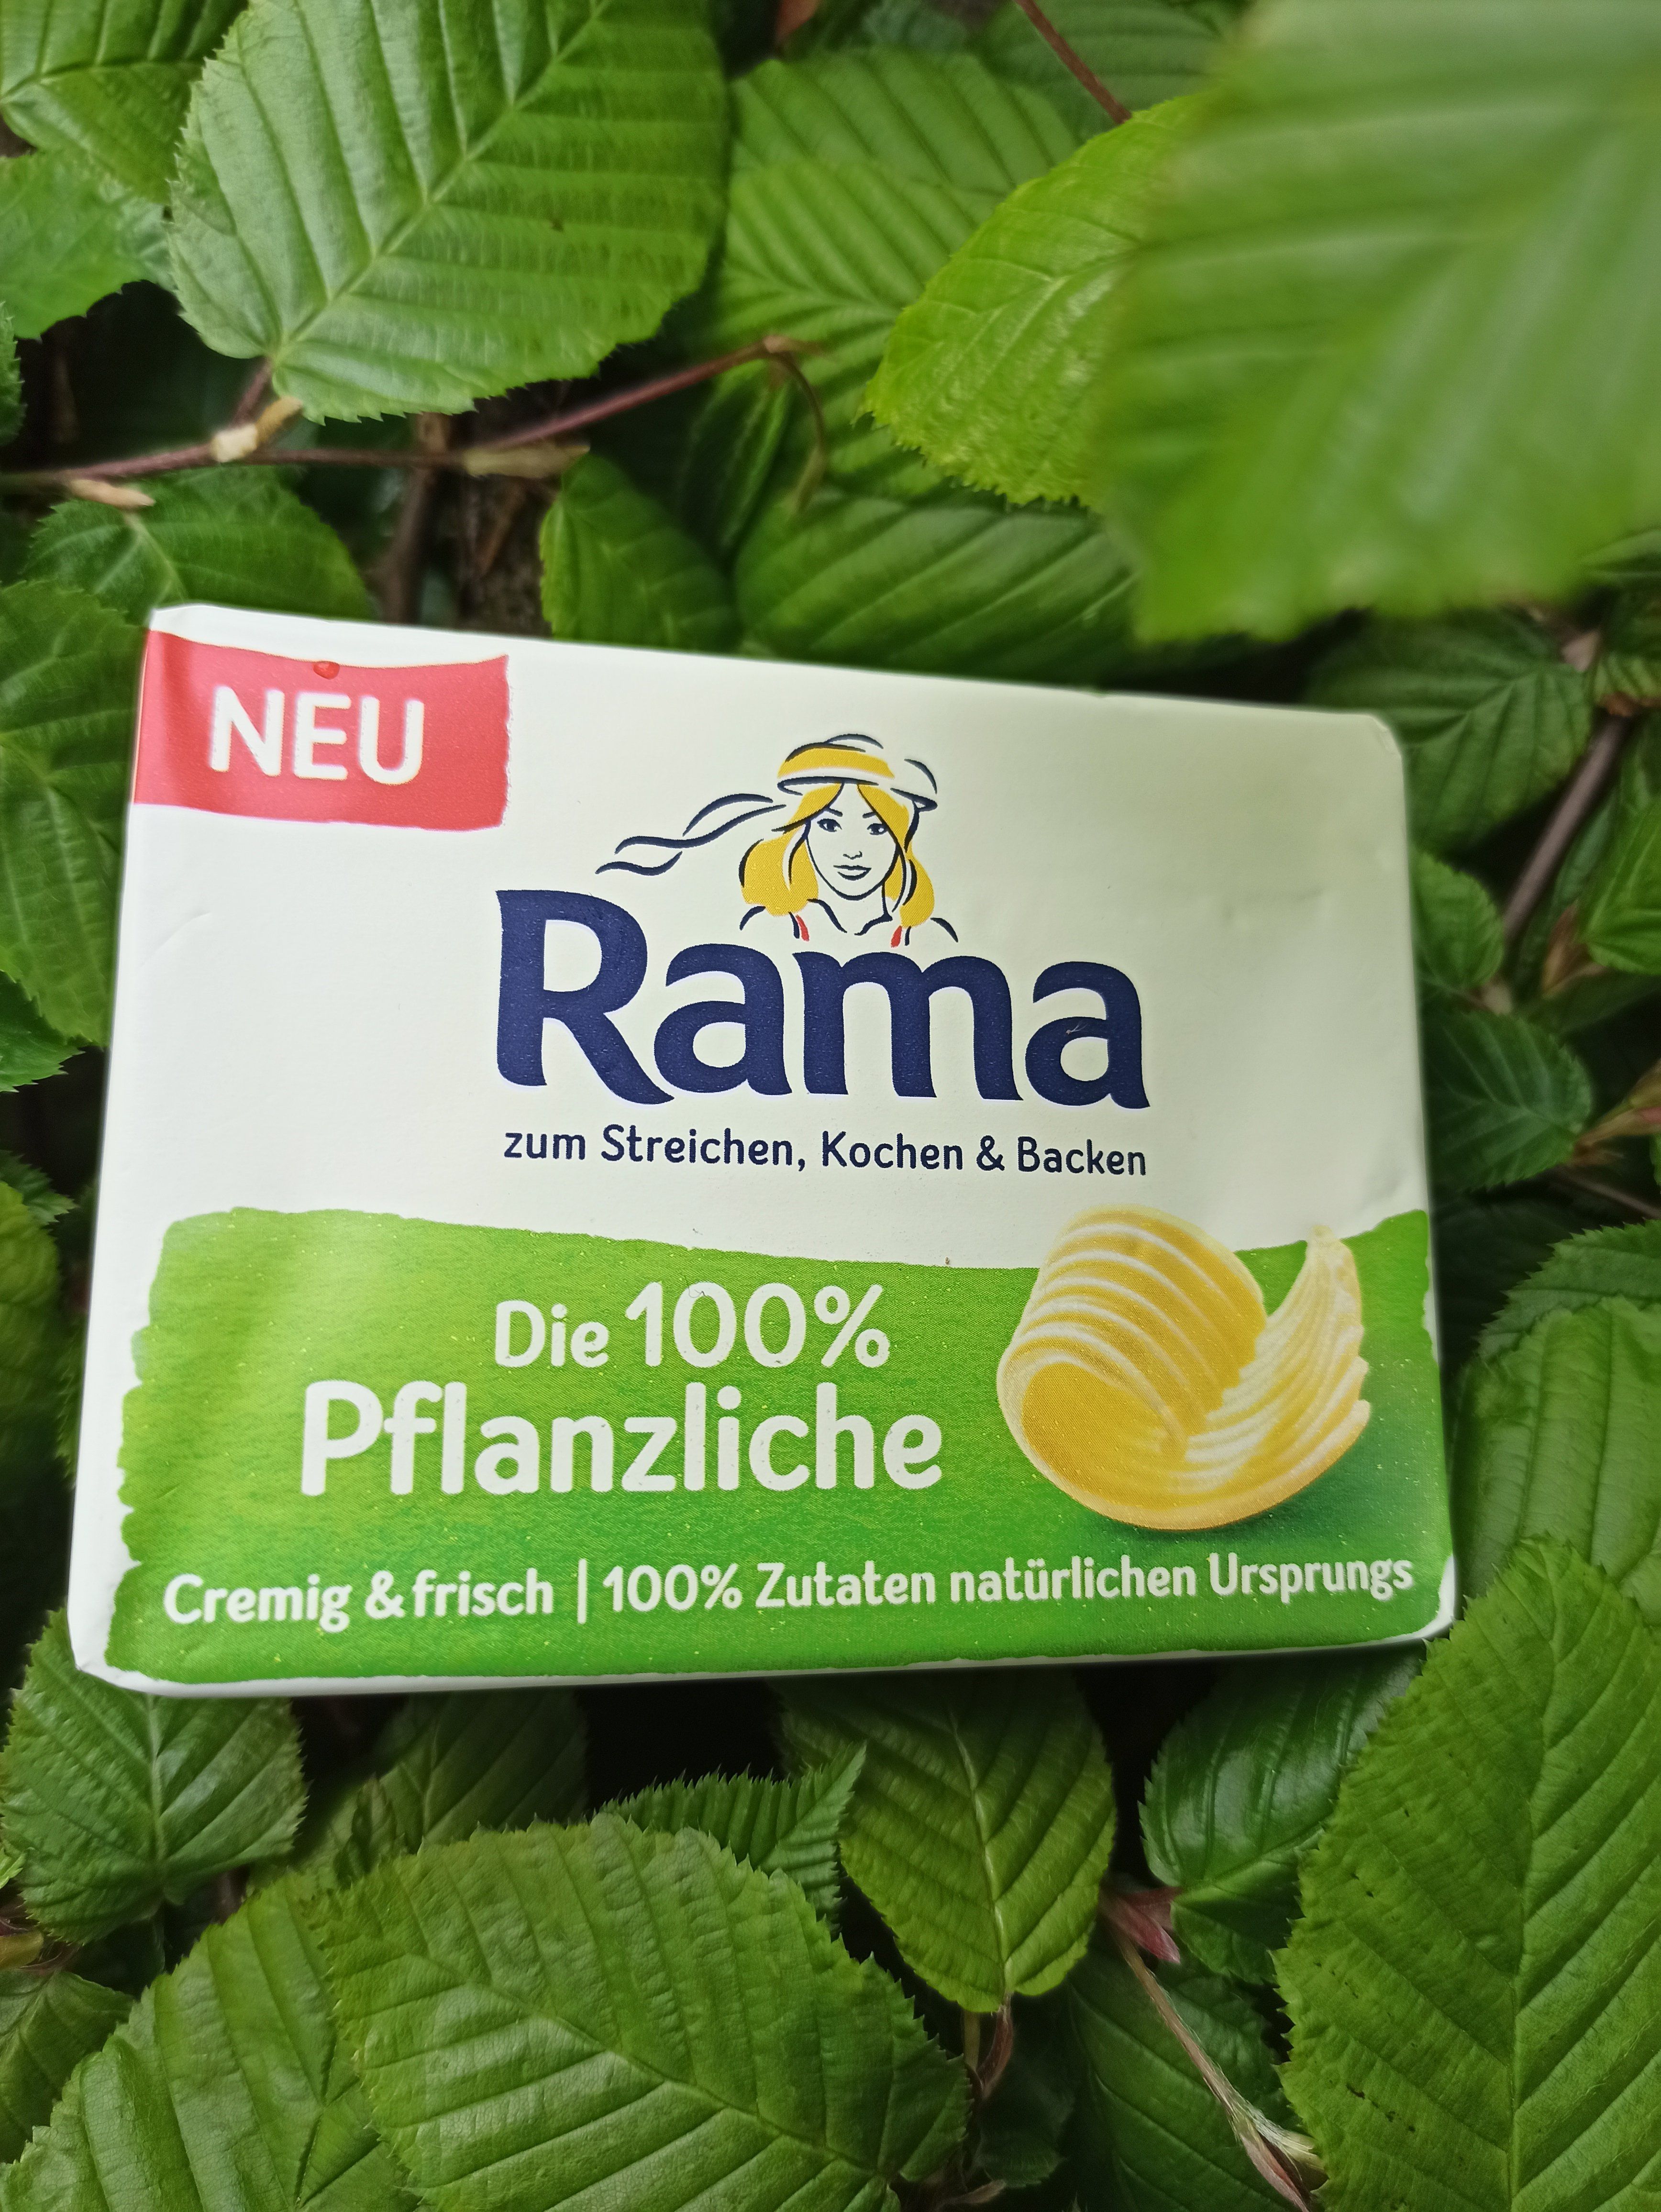 NEU
Rama
zum Streichen, Kochen & Backen
Die 100%
Pflanzliche
Cremig & frisch | 100% Zutaten natürlichen Ursprungs